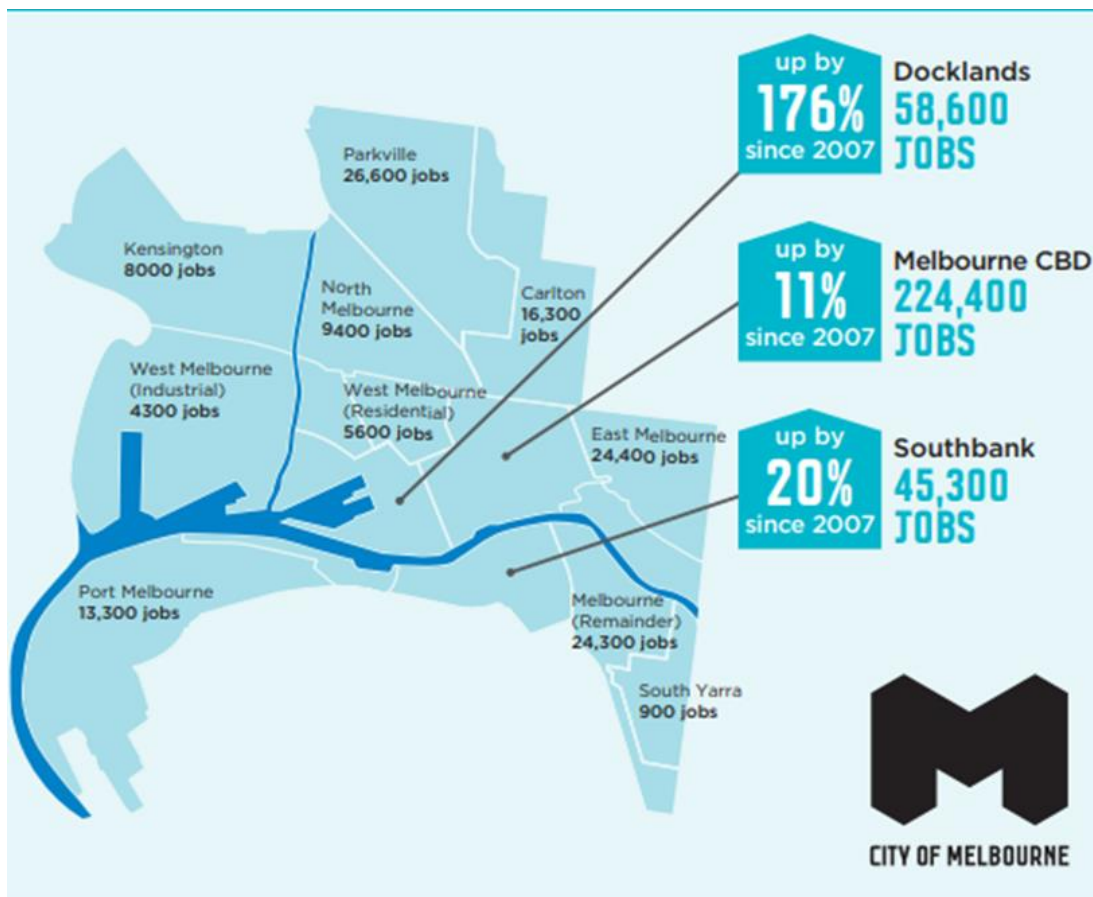 up by
176%
since 2007
Docklands
58,600
JOBS
Parkville
26,600 jobs
Kensington
8000 jobs
North
Melbourne
9400 jobs
Carlton
16,300
jobs
up by
11%
since 2007
Melbourne CBD
224,400
JOBS
West Melbourne
(Industrial)
4300 jobs
West Melbourne
(Residential)
5600 jobs
East Melbourne
24,400 jobs
up by
20%
since 2007
Southbank
45,300
JOBS
Port Melbourne
13,300 jobs
Melbourne
(Remainder)
24,300 jobs
South Yarra
900 jobs
CITY OF MELBOURNE